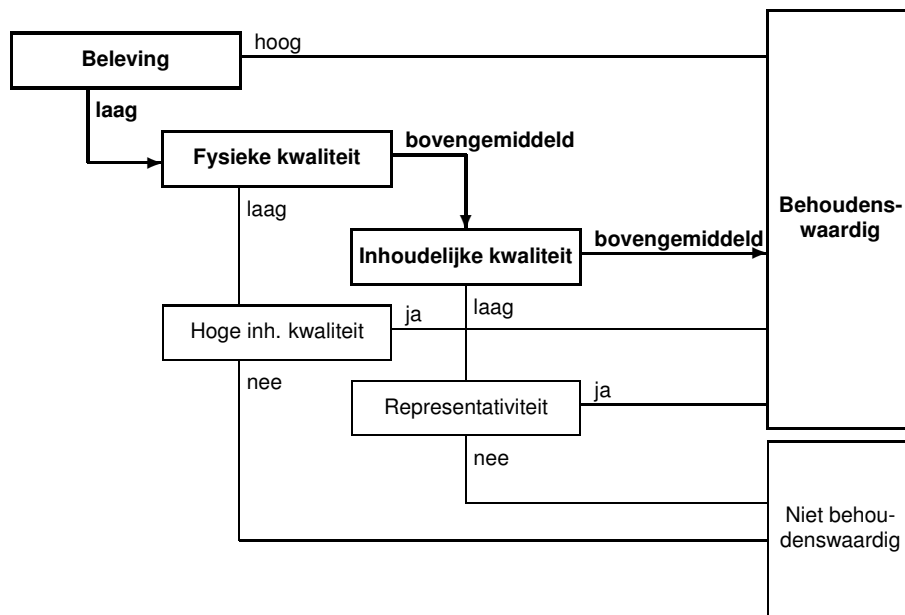 hoog
Beleving
laag
bovengemiddeld
Fysieke kwaliteit
laag
Behoudens-
waardig
bovengemiddeld
Inhoudelijke kwaliteit
laag
ja
Hoge inh. kwaliteit
nee
ja
Representativiteit
nee
Niet behou-
denswaardig